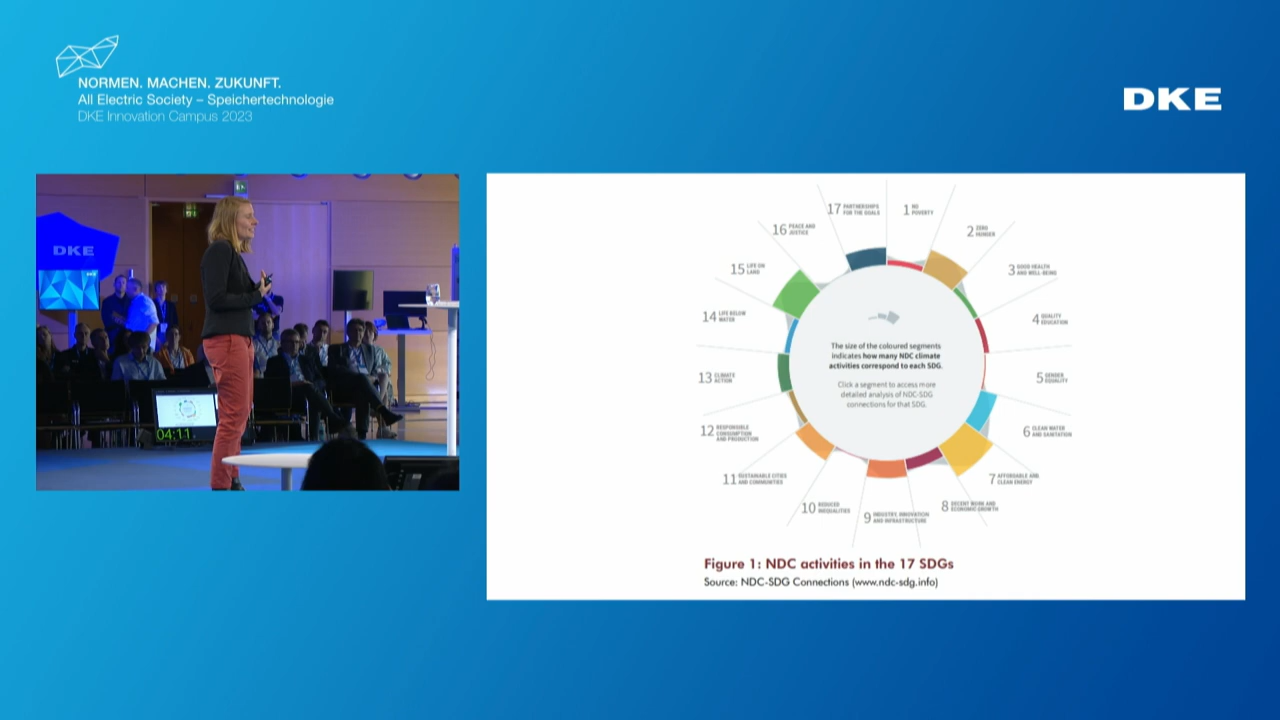 NORMEN. MACHEN. ZUKUNFT.
All Electric Society – Speichertechnologie
DKE Innovation Campus 2023
DKE
DKE
DKE
04:11
17 PARTNERSHIPS
FOR THE GOALS
1 NO
POVERTY
2 ZERO
HUNGER
3 GOOD HEALTH
AND WELL-BEING
4 QUALITY
EDUCATION
5 GENDER
EQUALITY
6 CLEAN WATER
AND SANITATION
7 AFFORDABLE AND
CLEAN ENERGY
8 DECENT WORK AND
ECONOMIC GROWTH
9 INDUSTRY, INNOVATION
AND INFRASTRUCTURE
10 REDUCED
INEQUALITIES
11 SUSTAINABLE CITIES
AND COMMUNITIES
12 RESPONSIBLE
CONSUMPTION
AND PRODUCTION
13 CLIMATE
ACTION
14 LIFE BELOW
WATER
15 LIFE ON
LAND
16 PEACE AND
JUSTICE
The size of the coloured segments
indicates how many NDC climate
activities correspond to each SDG.
Click a segment to access more
detailed analysis of NDC-SDG
connections for that SDG.
Figure 1: NDC activities in the 17 SDGs
Source: NDC-SDG Connections (www.ndc-sdg.info)